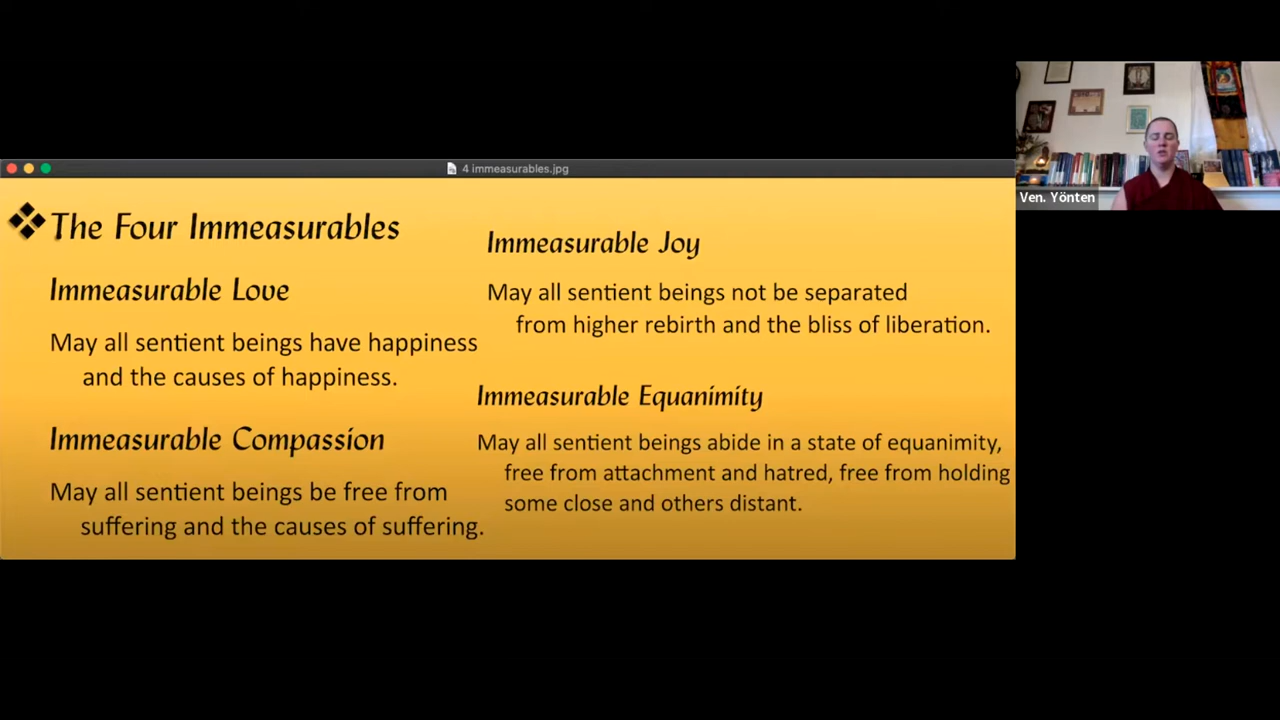 4 immeasurables.jpg
The Four Immeasurables
Immeasurable Love
May all sentient beings have happiness
and the causes of happiness.
Immeasurable Compassion
May all sentient beings be free from
suffering and the causes of suffering.
Immeasurable Joy
May all sentient beings not be separated
from higher rebirth and the bliss of liberation.
Immeasurable Equanimity
May all sentient beings abide in a state of equanimity,
free from attachment and hatred, free from holding
some close and others distant.
Ven. Yönten